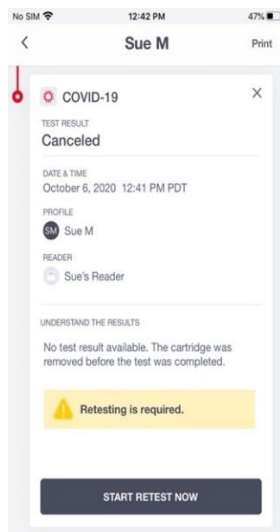 No SIM 12:42 PM 47%
Sue M Print
COVID-19
TEST RESULT
Canceled
DATE & TIME
October 6, 2020 12:41 PM PDT
PROFILE
SM Sue M
READER
Sue's Reader
UNDERSTAND THE RESULTS
No test result available. The cartridge was
removed before the test was completed.
Retesting is required.
START RETEST NOW